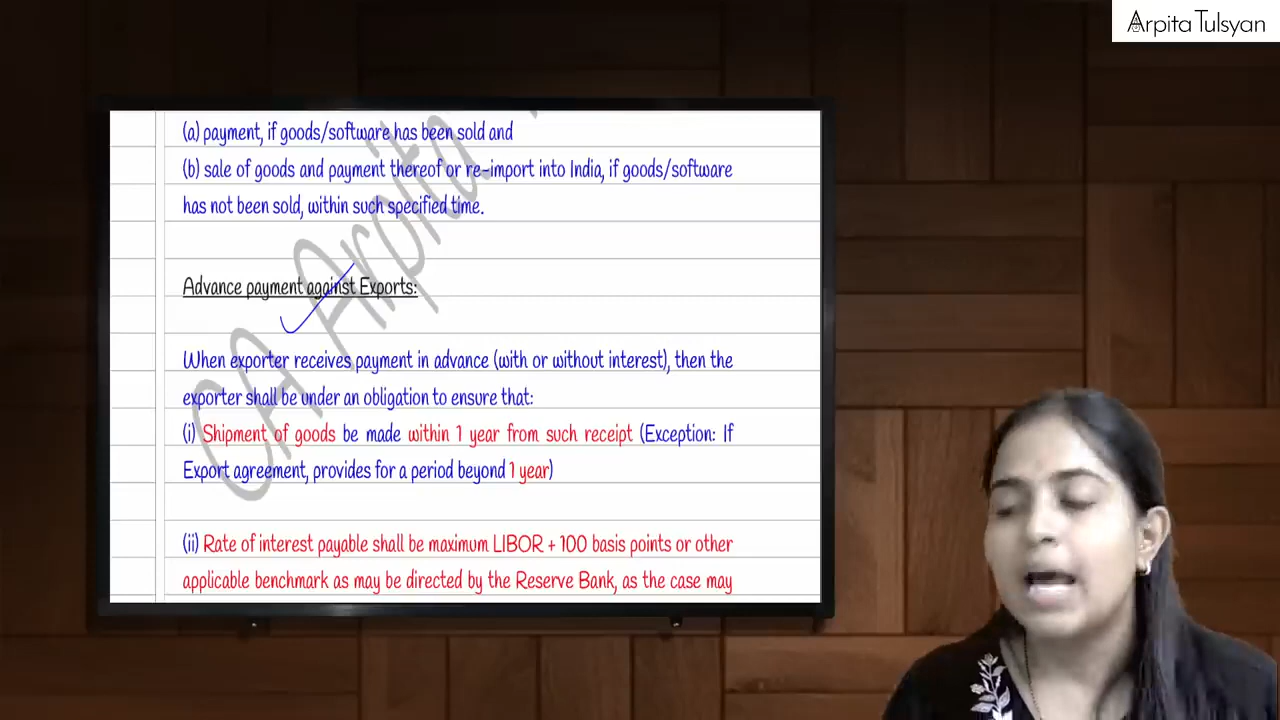 Arpita Tulsyan
(a) payment, if goods/software has been sold and
(b) sale of goods and payment thereof or re-import into India, if goods/software
has not been sold, within such specified time.
Advance payment against Exports:
When exporter receives payment in advance (with or without interest), then the
exporter shall be under an obligation to ensure that:
(i) Shipment of goods be made within 1 year from such receipt (Exception: If
Export agreement, provides for a period beyond 1 year)
(ii) Rate of interest payable shall be maximum LIBOR + 100 basis points or other
applicable benchmark as may be directed by the Reserve Bank, as the case may
CA Arpita